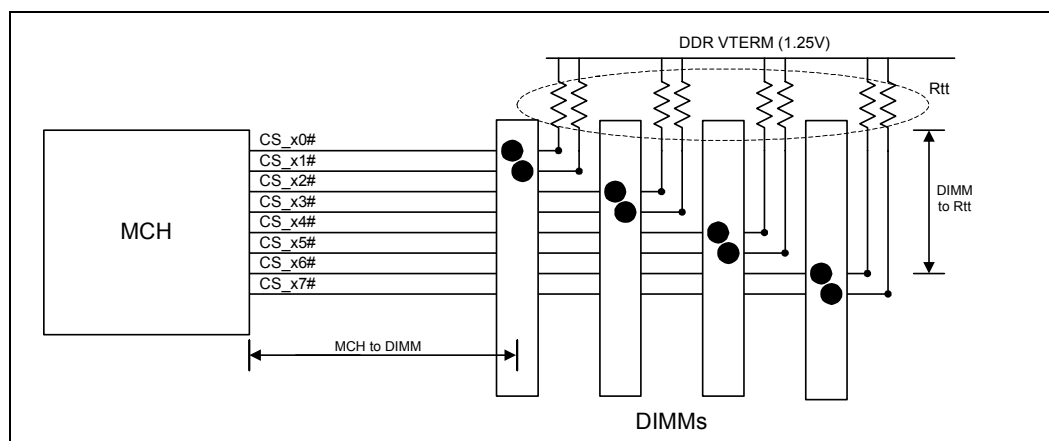 DDR VTERM (1.25V)
Rtt
CS_x0#
CS_x1#
CS_x2#
CS_x3#
CS_x4#
CS_x5#
CS_x6#
CS_x7#
MCH
DIMM
to Rtt
MCH to DIMM
DIMMs